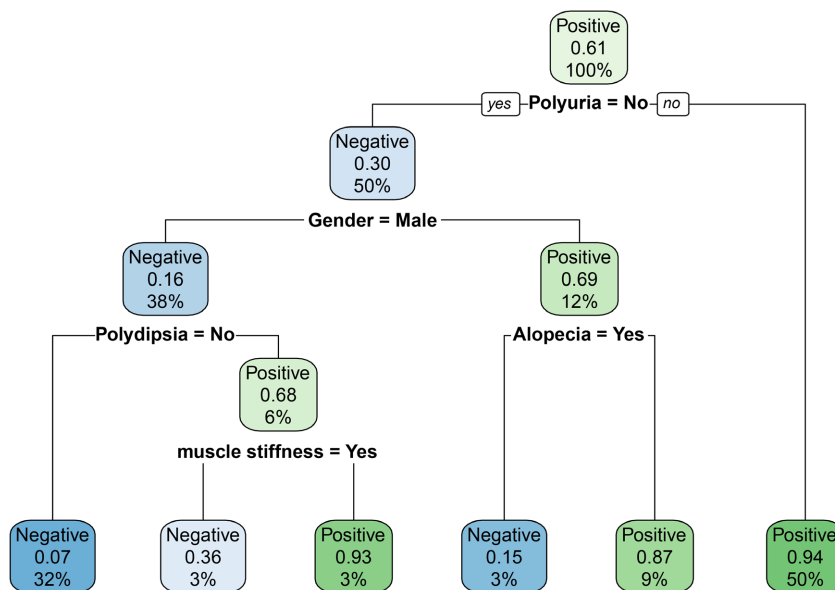 Positive
0.61
100%
yes Polyuria = No no
Negative
0.30
50%
Gender = Male
Negative
0.16
38%
Positive
0.69
12%
Polydipsia = No
Alopecia = Yes
Positive
0.68
6%
muscle stiffness = Yes
Negative
0.07
32%
Negative
0.36
3%
Positive
0.93
3%
Negative
0.15
3%
Positive
0.87
9%
Positive
0.94
50%